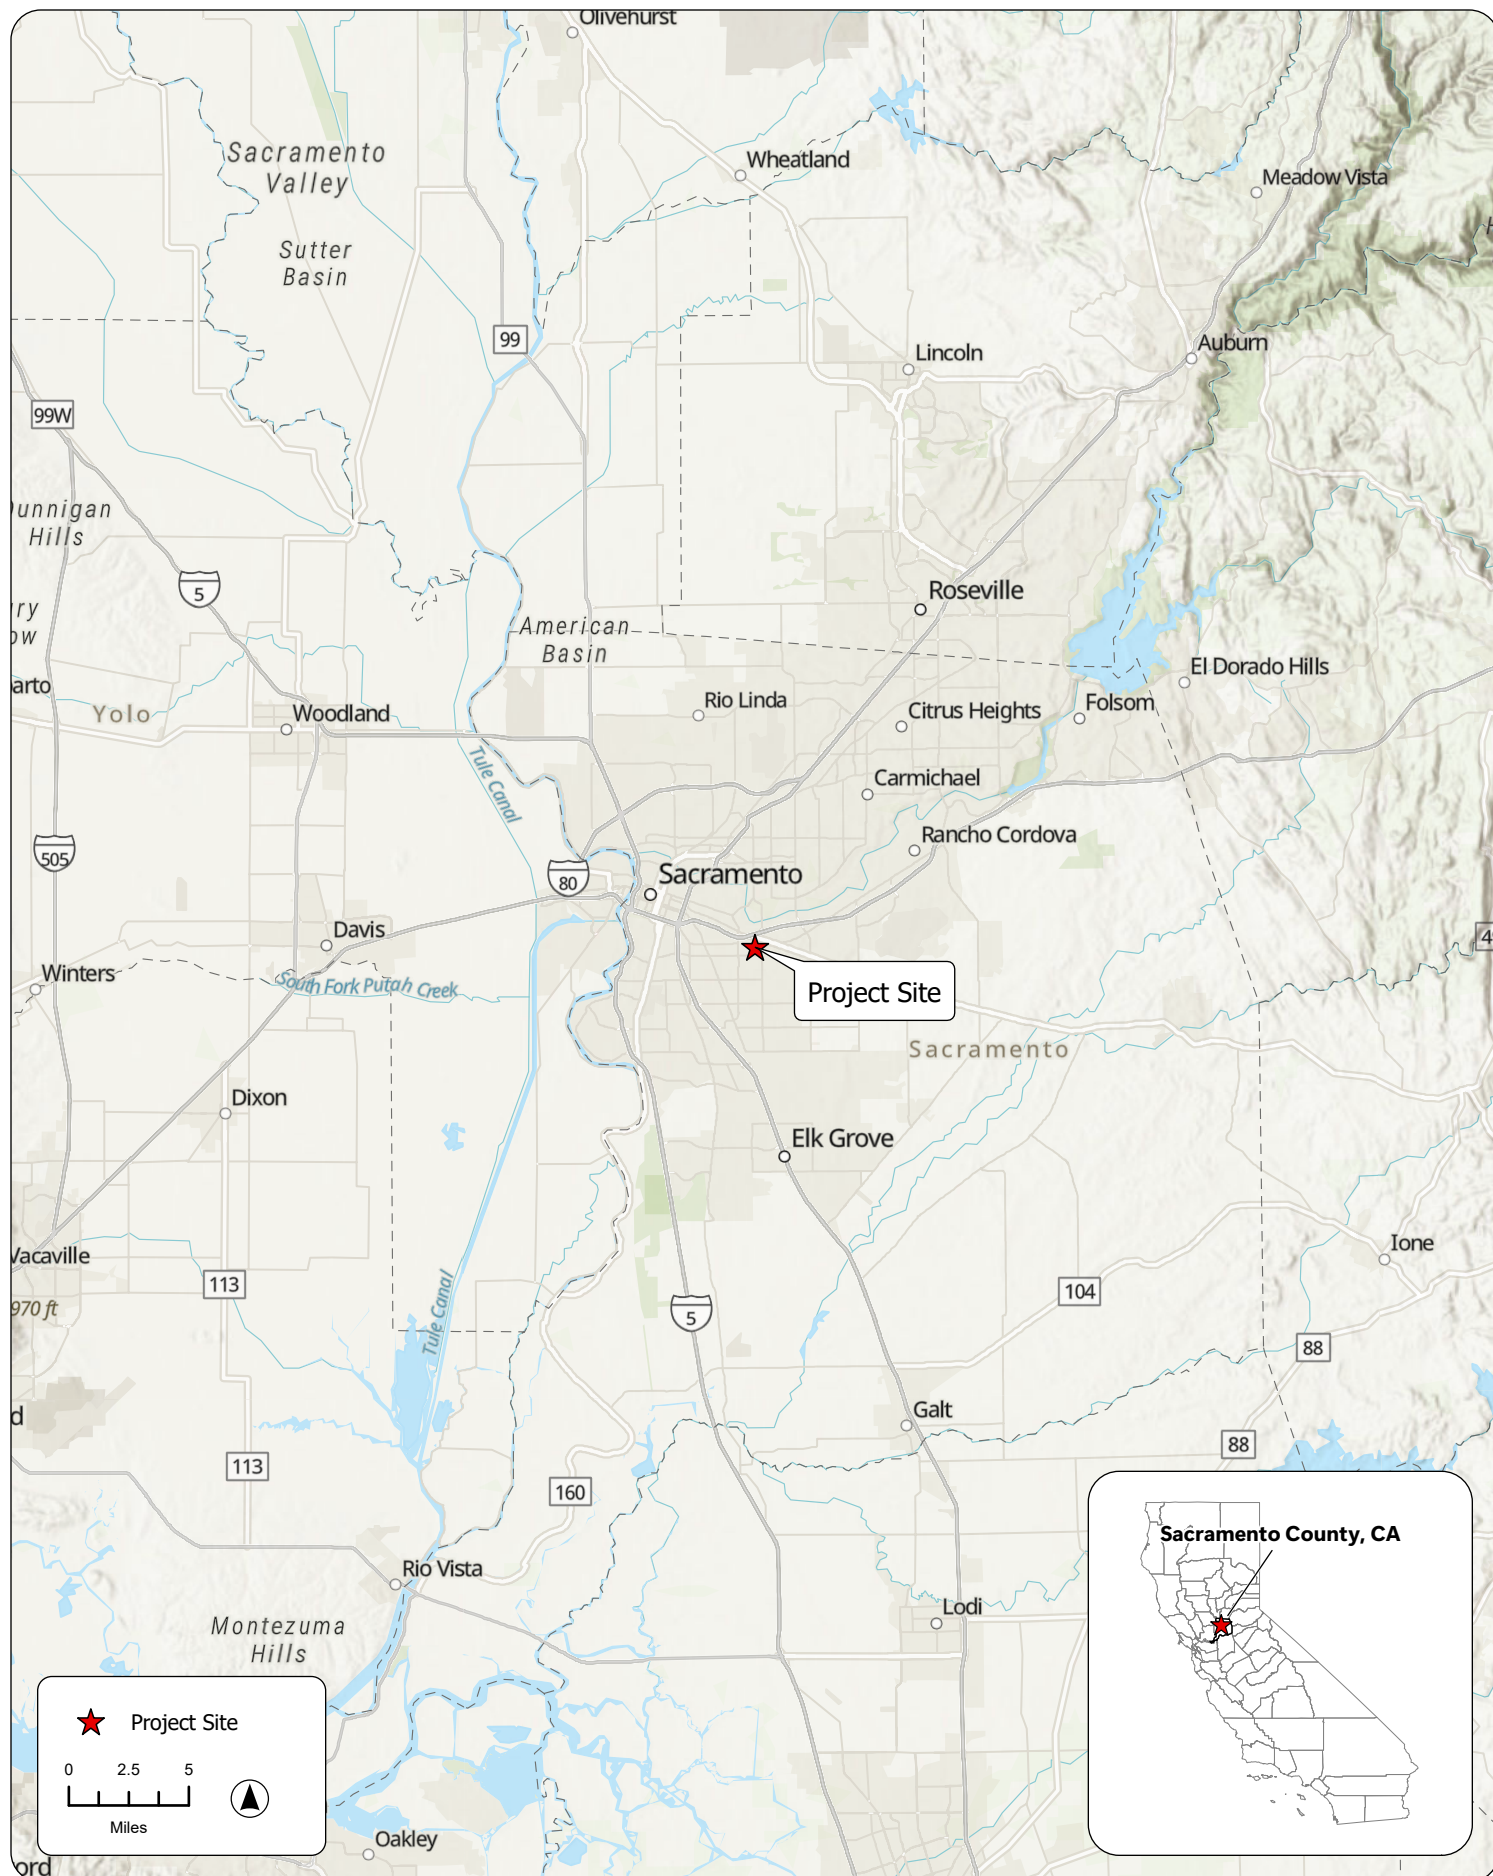 Olivehurst
Sacramento
Valley
Wheatland
Meadow Vista
Sutter
Basin
99
Lincoln
Auburn
99W
Dunnigan
Hills
5
Roseville
American
Basin
El Dorado Hills
arto
Yolo
Woodland
Rio Linda
Citrus Heights
Folsom
Tule Canal
Carmichael
Rancho Cordova
505
80
Sacramento
Davis
Winters
South Fork Putah Creek
Project Site
Sacramento
Dixon
Elk Grove
Vacaville
Ione
113
104
970 ft
Tule Canal
5
88
d
Galt
88
113
160
Sacramento County, CA
Rio Vista
Lodi
Montezuma
Hills
Project Site
0 2.5 5
Miles
Oakley
ord